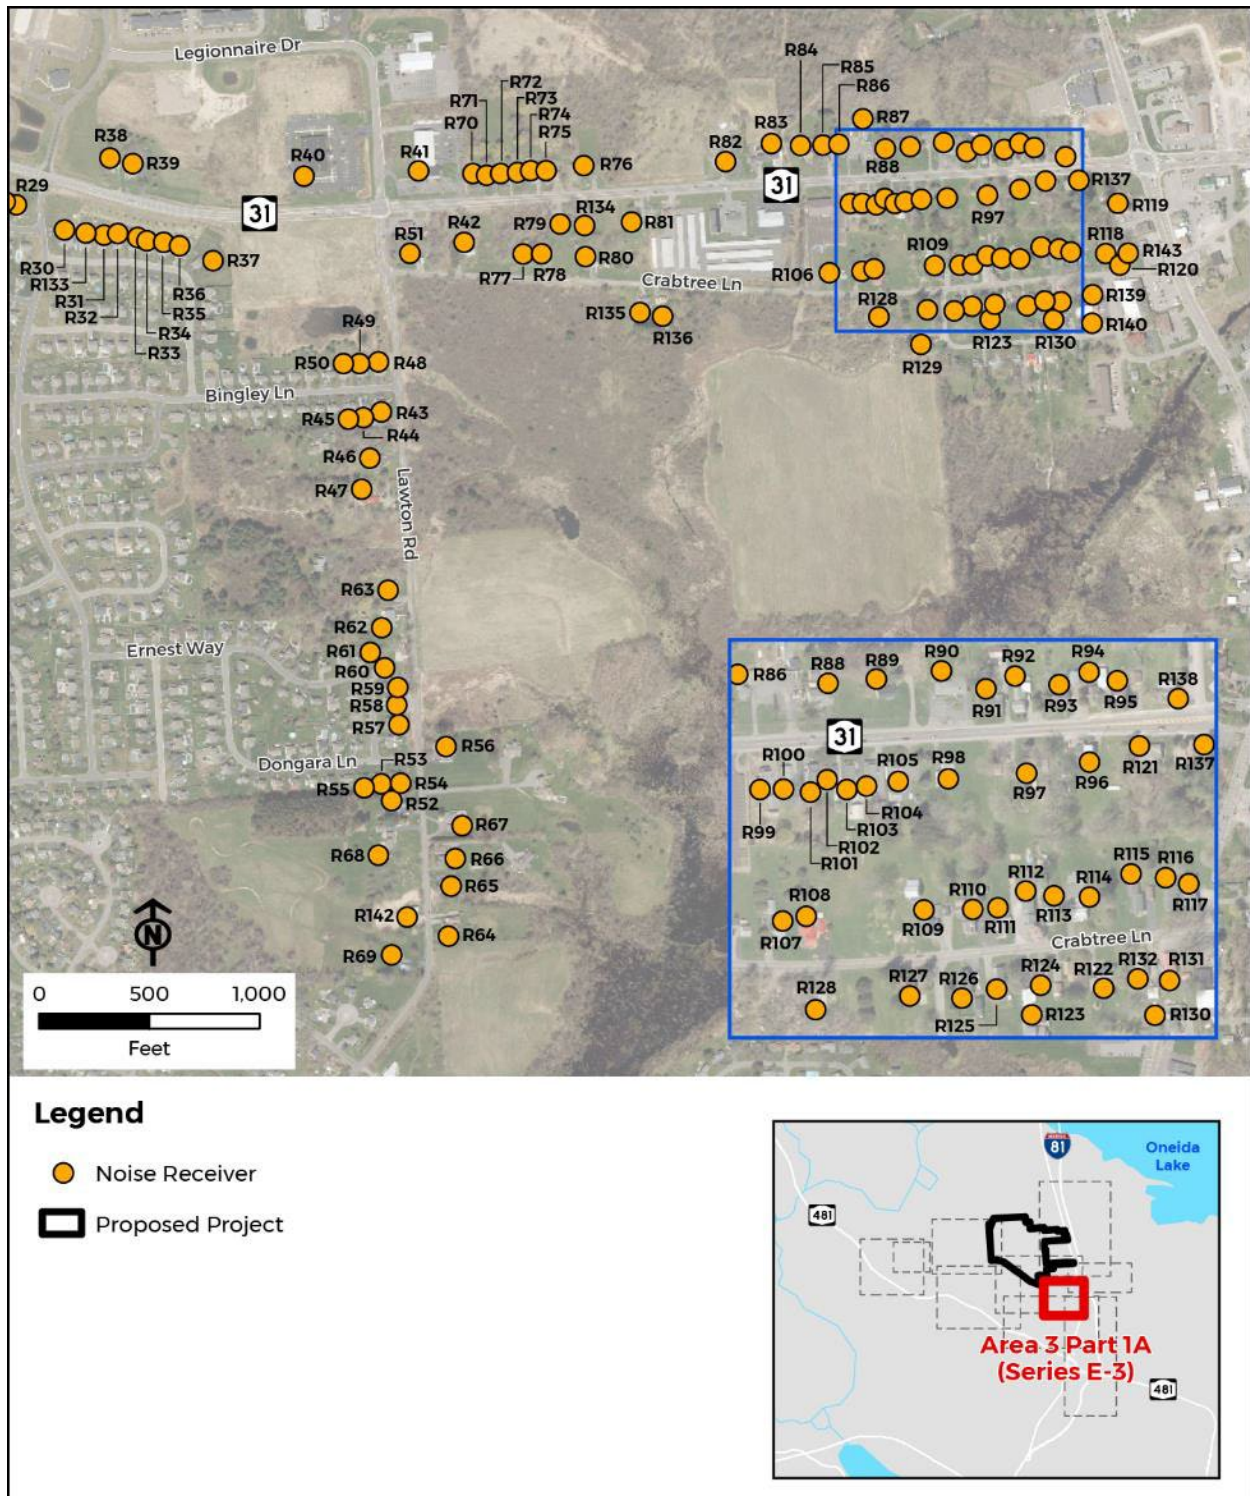 Legionnaire Dr
R38
R39
R40
R41
R70
R71
R72
R73
R74
R75
R76
R82
R83
R84
R85
R86
R87
R88
R29
31
31
R30
R133
R31
R32
R33
R34
R35
R36
R37
R51
R42
R79
R134
R81
R77
R78
R80
R97
R137
R119
R118
R143
R120
R109
R106
Crabtree Ln
R135
R136
R128
R129
R123
R130
R139
R140
R49
R50
R48
Bingley Ln
R45
R43
R44
R46
R47
Lawton Rd
R63
R62
R61
R60
R59
R58
R57
Ernest Way
R56
Dongara Ln
R53
R54
R55
R52
R67
R68
R66
R65
R142
R64
R69
R86
R88
R89
R90
R92
R94
R91
R93
R95
R138
31
R100
R105
R98
R96
R121
R137
R97
R99
R104
R103
R102
R101
R108
R107
R110
R109
R111
R112
R113
R114
R115
R116
R117
Crabtree Ln
R128
R127
R126
R125
R124
R123
R122
R132
R131
R130
N
0 500 1,000
Feet
Legend
Noise Receiver
Proposed Project
81
Oneida
Lake
481
Area 3 Part 1A
(Series E-3)
481